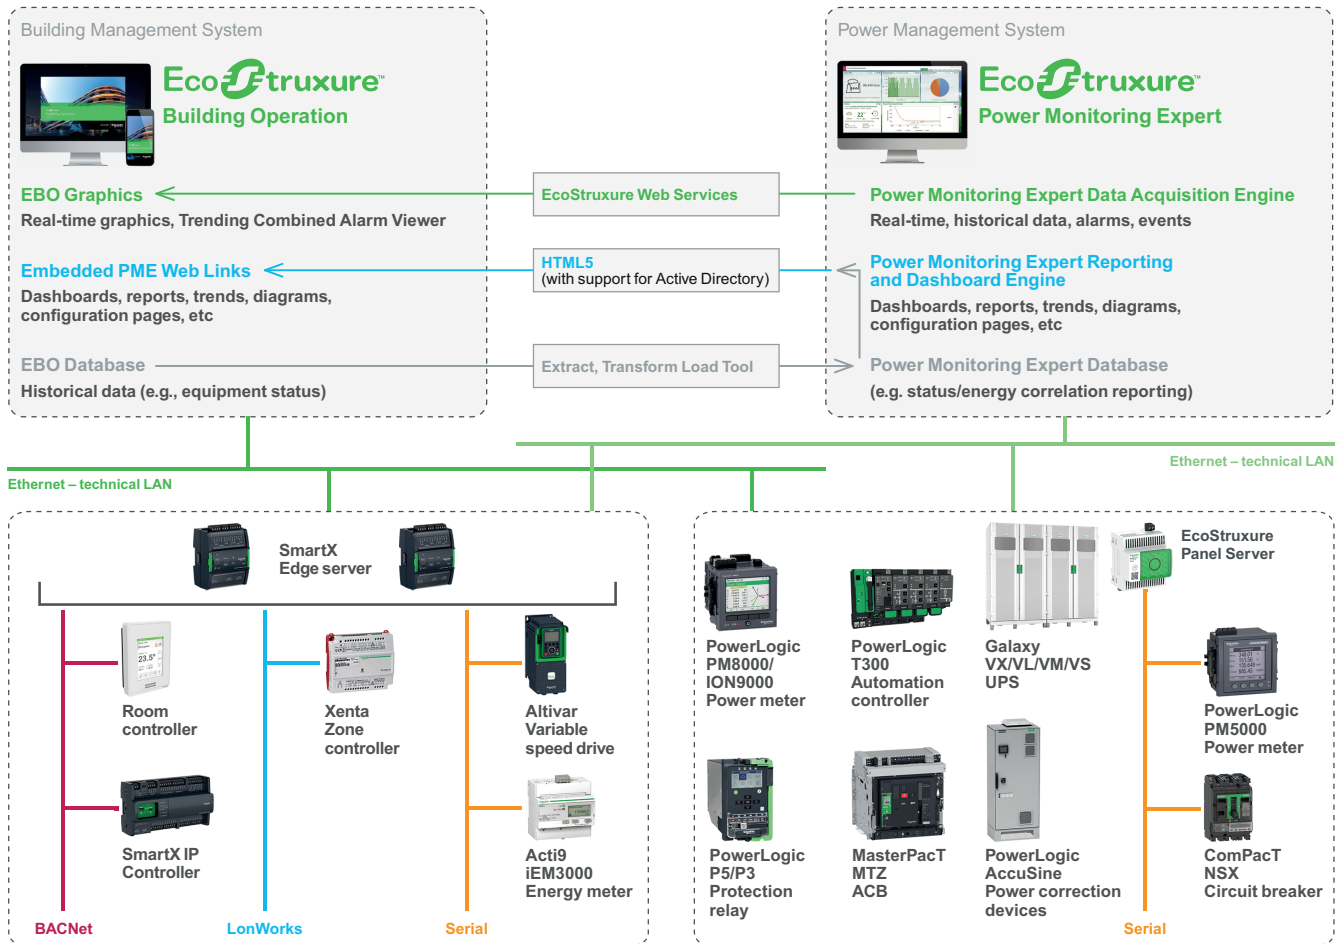 Building Management System
EcoStruxure™
Building Operation
EBO Graphics
Real-time graphics, Trending Combined Alarm Viewer
Embedded PME Web Links
Dashboards, reports, trends, diagrams,
configuration pages, etc
EBO Database
Historical data (e.g., equipment status)
EcoStruxure Web Services
HTML5
(with support for Active Directory)
Extract, Transform Load Tool
Power Management System
EcoStruxure™
Power Monitoring Expert
Power Monitoring Expert Data Acquisition Engine
Real-time, historical data, alarms, events
Power Monitoring Expert Reporting
and Dashboard Engine
Dashboards, reports, trends, diagrams,
configuration pages, etc
Power Monitoring Expert Database
(e.g. status/energy correlation reporting)
Ethernet – technical LAN
Ethernet – technical LAN
SmartX
Edge server
23.5°
Room
controller
SmartX IP
Controller
BACNet
Xenta
Zone
controller
LonWorks
Altivar
Variable
speed drive
Acti9
iEM3000
Energy meter
Serial
PowerLogic
PM8000/
ION9000
Power meter
PowerLogic
T300
Automation
controller
Galaxy
VX/VL/VM/VS
UPS
EcoStruxure
Panel Server
PowerLogic
PM5000
Power meter
PowerLogic
P5/P3
Protection
relay
MasterPacT
MTZ
ACB
PowerLogic
AccuSine
Power correction
devices
ComPacT
NSX
Circuit breaker
Serial